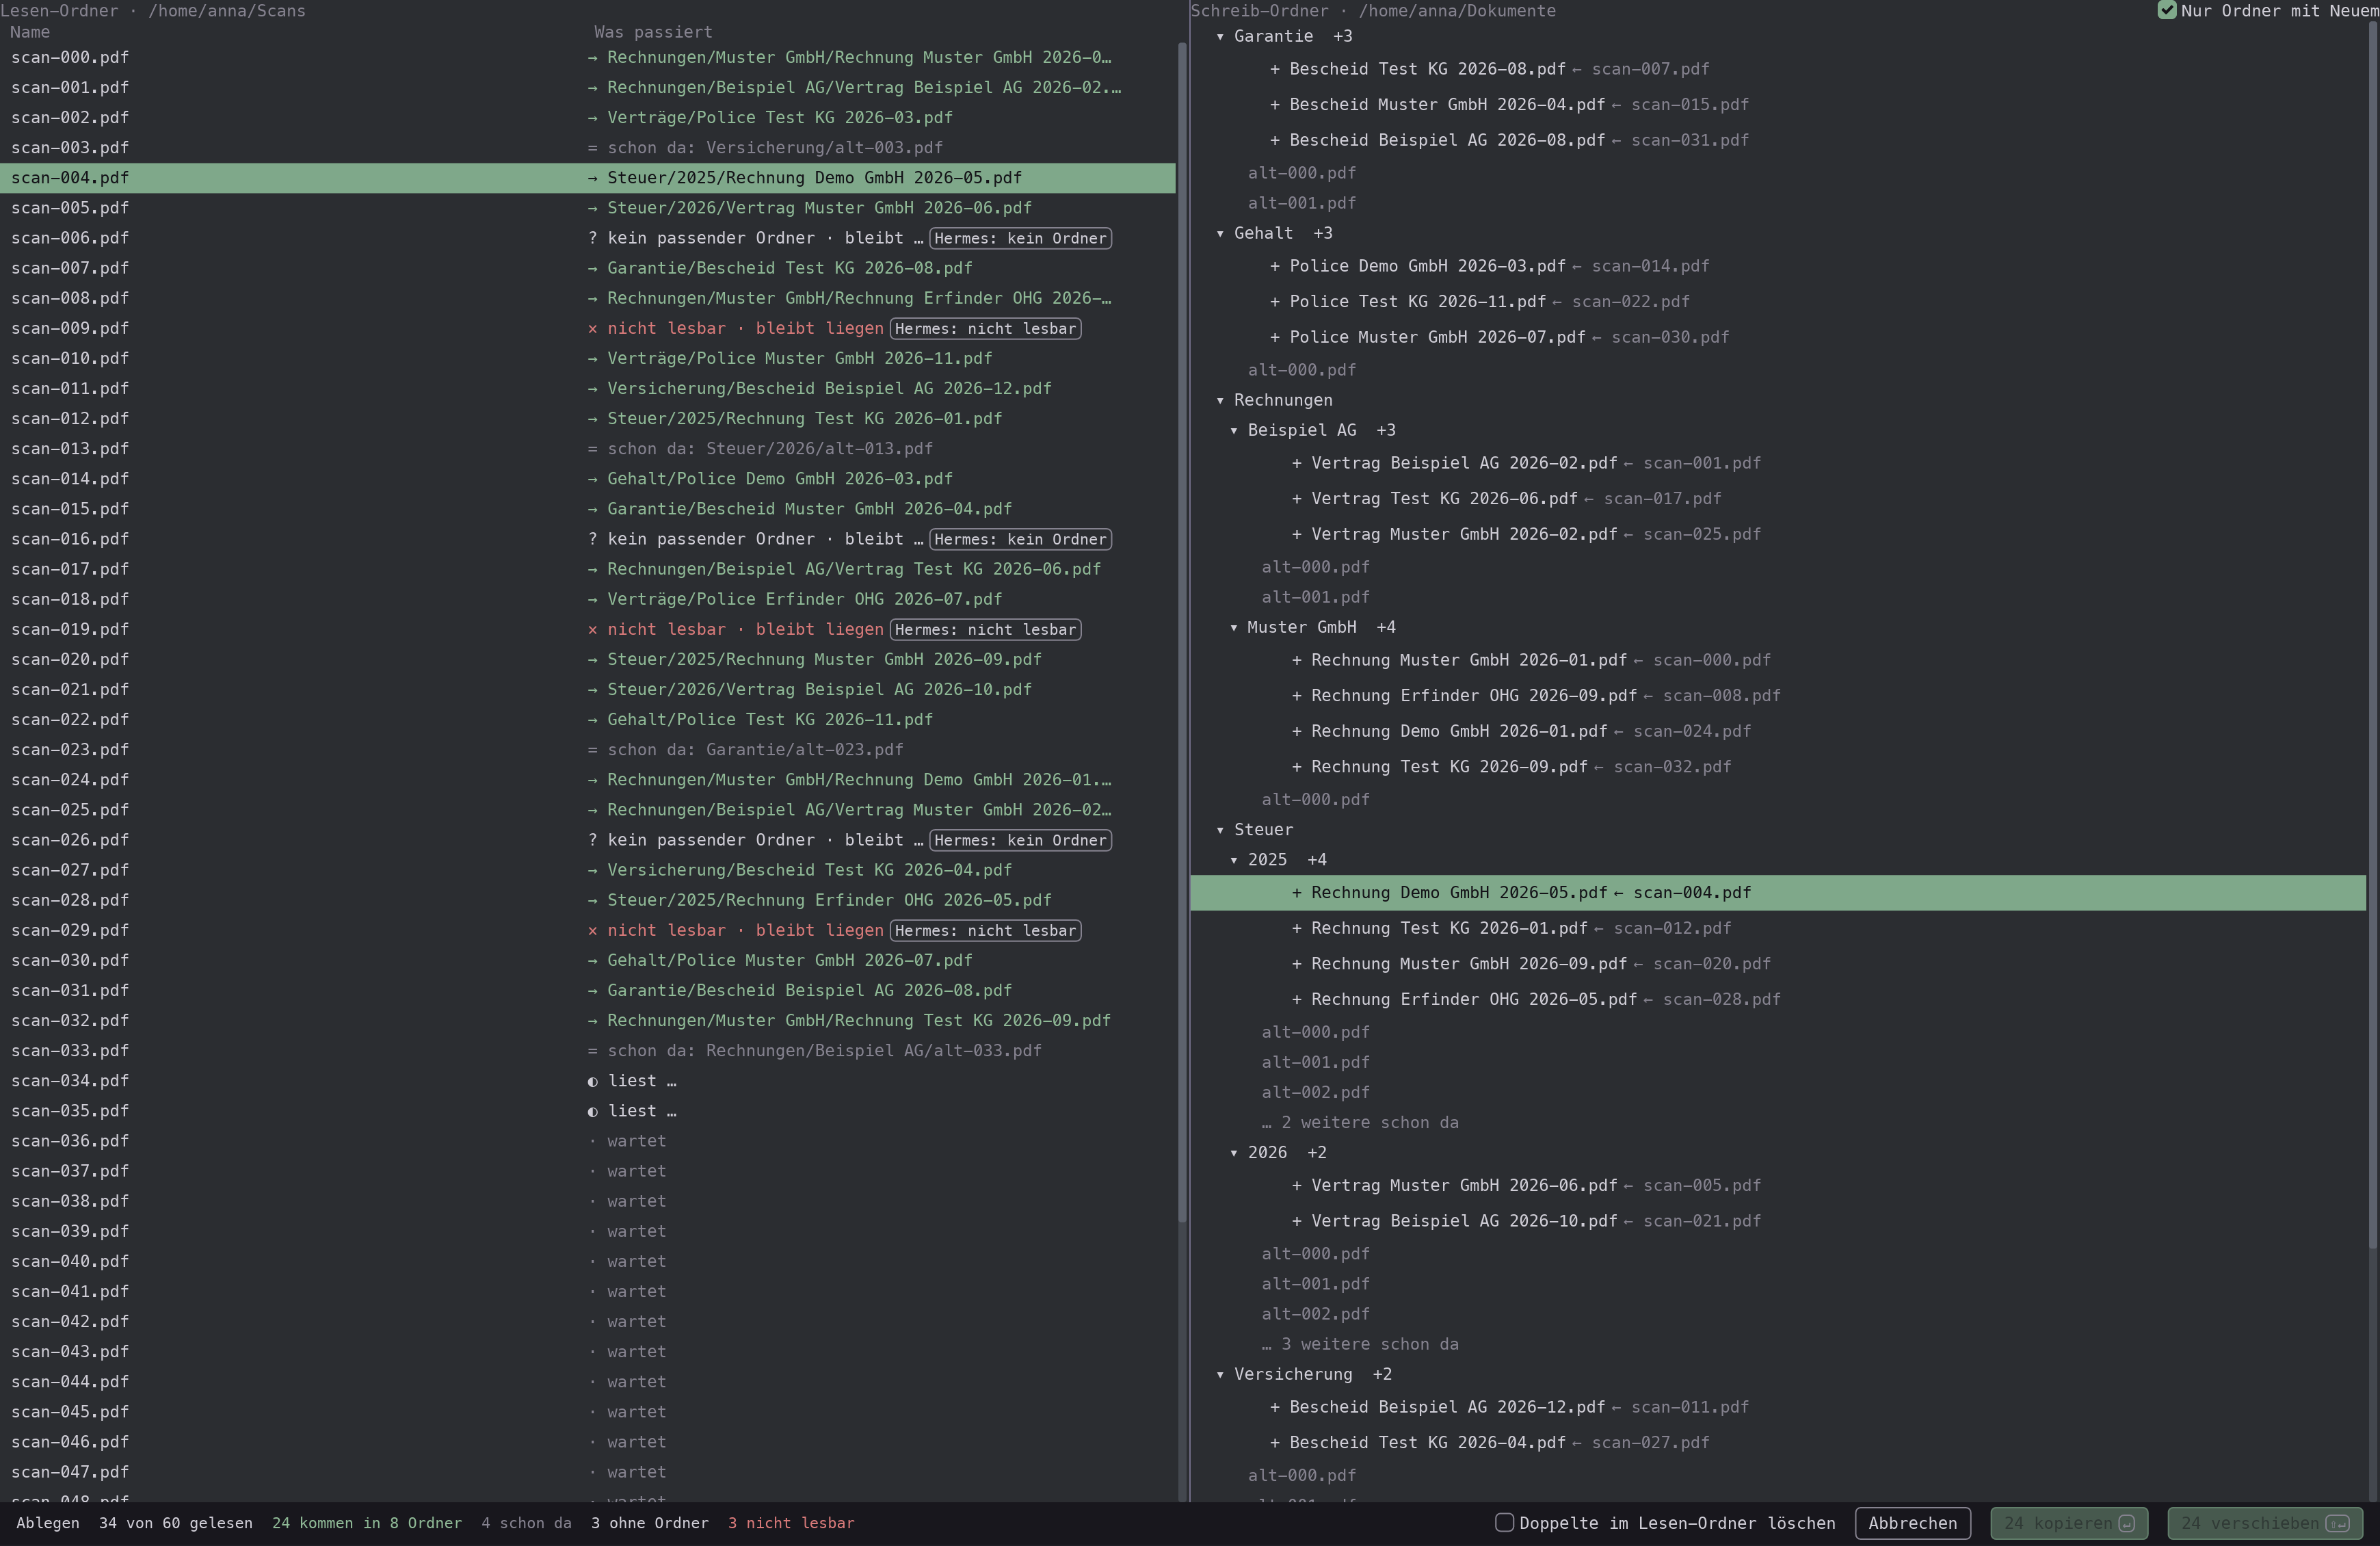 Lesen-Ordner · /home/anna/Scans
Name Was passiert
scan-000.pdf → Rechnungen/Muster GmbH/Rechnung Muster GmbH 2026-0…
scan-001.pdf → Rechnungen/Beispiel AG/Vertrag Beispiel AG 2026-02.…
scan-002.pdf → Verträge/Police Test KG 2026-03.pdf
scan-003.pdf = schon da: Versicherung/alt-003.pdf
scan-004.pdf → Steuer/2025/Rechnung Demo GmbH 2026-05.pdf
scan-005.pdf → Steuer/2026/Vertrag Muster GmbH 2026-06.pdf
scan-006.pdf ? kein passender Ordner · bleibt … Hermes: kein Ordner
scan-007.pdf → Garantie/Bescheid Test KG 2026-08.pdf
scan-008.pdf → Rechnungen/Muster GmbH/Rechnung Erfinder OHG 2026-…
scan-009.pdf × nicht lesbar · bleibt liegen Hermes: nicht lesbar
scan-010.pdf → Verträge/Police Muster GmbH 2026-11.pdf
scan-011.pdf → Versicherung/Bescheid Beispiel AG 2026-12.pdf
scan-012.pdf → Steuer/2025/Rechnung Test KG 2026-01.pdf
scan-013.pdf = schon da: Steuer/2026/alt-013.pdf
scan-014.pdf → Gehalt/Police Demo GmbH 2026-03.pdf
scan-015.pdf → Garantie/Bescheid Muster GmbH 2026-04.pdf
scan-016.pdf ? kein passender Ordner · bleibt … Hermes: kein Ordner
scan-017.pdf → Rechnungen/Beispiel AG/Vertrag Test KG 2026-06.pdf
scan-018.pdf → Verträge/Police Erfinder OHG 2026-07.pdf
scan-019.pdf × nicht lesbar · bleibt liegen Hermes: nicht lesbar
scan-020.pdf → Steuer/2025/Rechnung Muster GmbH 2026-09.pdf
scan-021.pdf → Steuer/2026/Vertrag Beispiel AG 2026-10.pdf
scan-022.pdf → Gehalt/Police Test KG 2026-11.pdf
scan-023.pdf = schon da: Garantie/alt-023.pdf
scan-024.pdf → Rechnungen/Muster GmbH/Rechnung Demo GmbH 2026-01.…
scan-025.pdf → Rechnungen/Beispiel AG/Vertrag Muster GmbH 2026-02…
scan-026.pdf ? kein passender Ordner · bleibt … Hermes: kein Ordner
scan-027.pdf → Versicherung/Bescheid Test KG 2026-04.pdf
scan-028.pdf → Steuer/2025/Rechnung Erfinder OHG 2026-05.pdf
scan-029.pdf × nicht lesbar · bleibt liegen Hermes: nicht lesbar
scan-030.pdf → Gehalt/Police Muster GmbH 2026-07.pdf
scan-031.pdf → Garantie/Bescheid Beispiel AG 2026-08.pdf
scan-032.pdf → Rechnungen/Muster GmbH/Rechnung Test KG 2026-09.pdf
scan-033.pdf = schon da: Rechnungen/Beispiel AG/alt-033.pdf
scan-034.pdf ◐ liest …
scan-035.pdf ◐ liest …
scan-036.pdf · wartet
scan-037.pdf · wartet
scan-038.pdf · wartet
scan-039.pdf · wartet
scan-040.pdf · wartet
scan-041.pdf · wartet
scan-042.pdf · wartet
scan-043.pdf · wartet
scan-044.pdf · wartet
scan-045.pdf · wartet
scan-046.pdf · wartet
scan-047.pdf · wartet
scan-048.pdf · wartet
Schreib-Ordner · /home/anna/Dokumente Nur Ordner mit Neuem
▾ Garantie +3
+ Bescheid Test KG 2026-08.pdf ← scan-007.pdf
+ Bescheid Muster GmbH 2026-04.pdf ← scan-015.pdf
+ Bescheid Beispiel AG 2026-08.pdf ← scan-031.pdf
alt-000.pdf
alt-001.pdf
▾ Gehalt +3
+ Police Demo GmbH 2026-03.pdf ← scan-014.pdf
+ Police Test KG 2026-11.pdf ← scan-022.pdf
+ Police Muster GmbH 2026-07.pdf ← scan-030.pdf
alt-000.pdf
▾ Rechnungen
▾ Beispiel AG +3
+ Vertrag Beispiel AG 2026-02.pdf ← scan-001.pdf
+ Vertrag Test KG 2026-06.pdf ← scan-017.pdf
+ Vertrag Muster GmbH 2026-02.pdf ← scan-025.pdf
alt-000.pdf
alt-001.pdf
▾ Muster GmbH +4
+ Rechnung Muster GmbH 2026-01.pdf ← scan-000.pdf
+ Rechnung Erfinder OHG 2026-09.pdf ← scan-008.pdf
+ Rechnung Demo GmbH 2026-01.pdf ← scan-024.pdf
+ Rechnung Test KG 2026-09.pdf ← scan-032.pdf
alt-000.pdf
▾ Steuer
▾ 2025 +4
+ Rechnung Demo GmbH 2026-05.pdf ← scan-004.pdf
+ Rechnung Test KG 2026-01.pdf ← scan-012.pdf
+ Rechnung Muster GmbH 2026-09.pdf ← scan-020.pdf
+ Rechnung Erfinder OHG 2026-05.pdf ← scan-028.pdf
alt-000.pdf
alt-001.pdf
alt-002.pdf
… 2 weitere schon da
▾ 2026 +2
+ Vertrag Muster GmbH 2026-06.pdf ← scan-005.pdf
+ Vertrag Beispiel AG 2026-10.pdf ← scan-021.pdf
alt-000.pdf
alt-001.pdf
alt-002.pdf
… 3 weitere schon da
▾ Versicherung +2
+ Bescheid Beispiel AG 2026-12.pdf ← scan-011.pdf
+ Bescheid Test KG 2026-04.pdf ← scan-027.pdf
alt-000.pdf
alt-001.pdf
Ablegen 34 von 60 gelesen 24 kommen in 8 Ordner 4 schon da 3 ohne Ordner 3 nicht lesbar Doppelte im Lesen-Ordner löschen Abbrechen 24 kopieren ↵ 24 verschieben ⇧↵